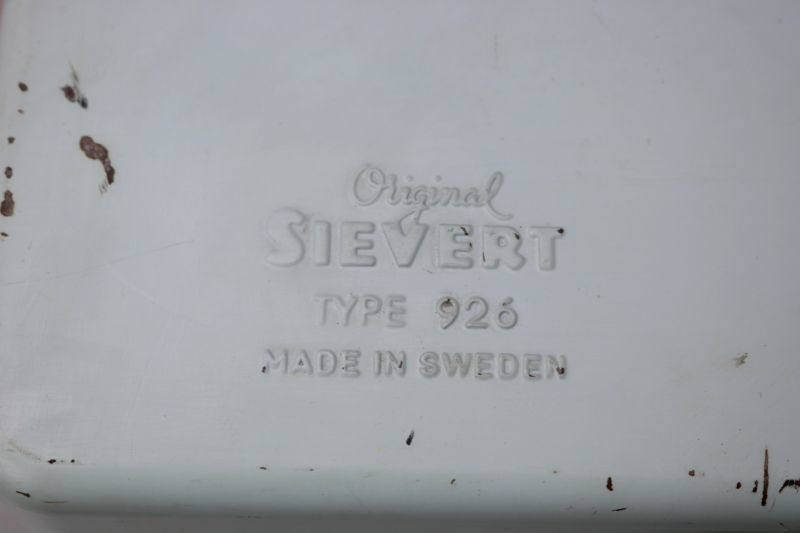 Original
SIEVERT
TYPE 926
MADE IN SWEDEN